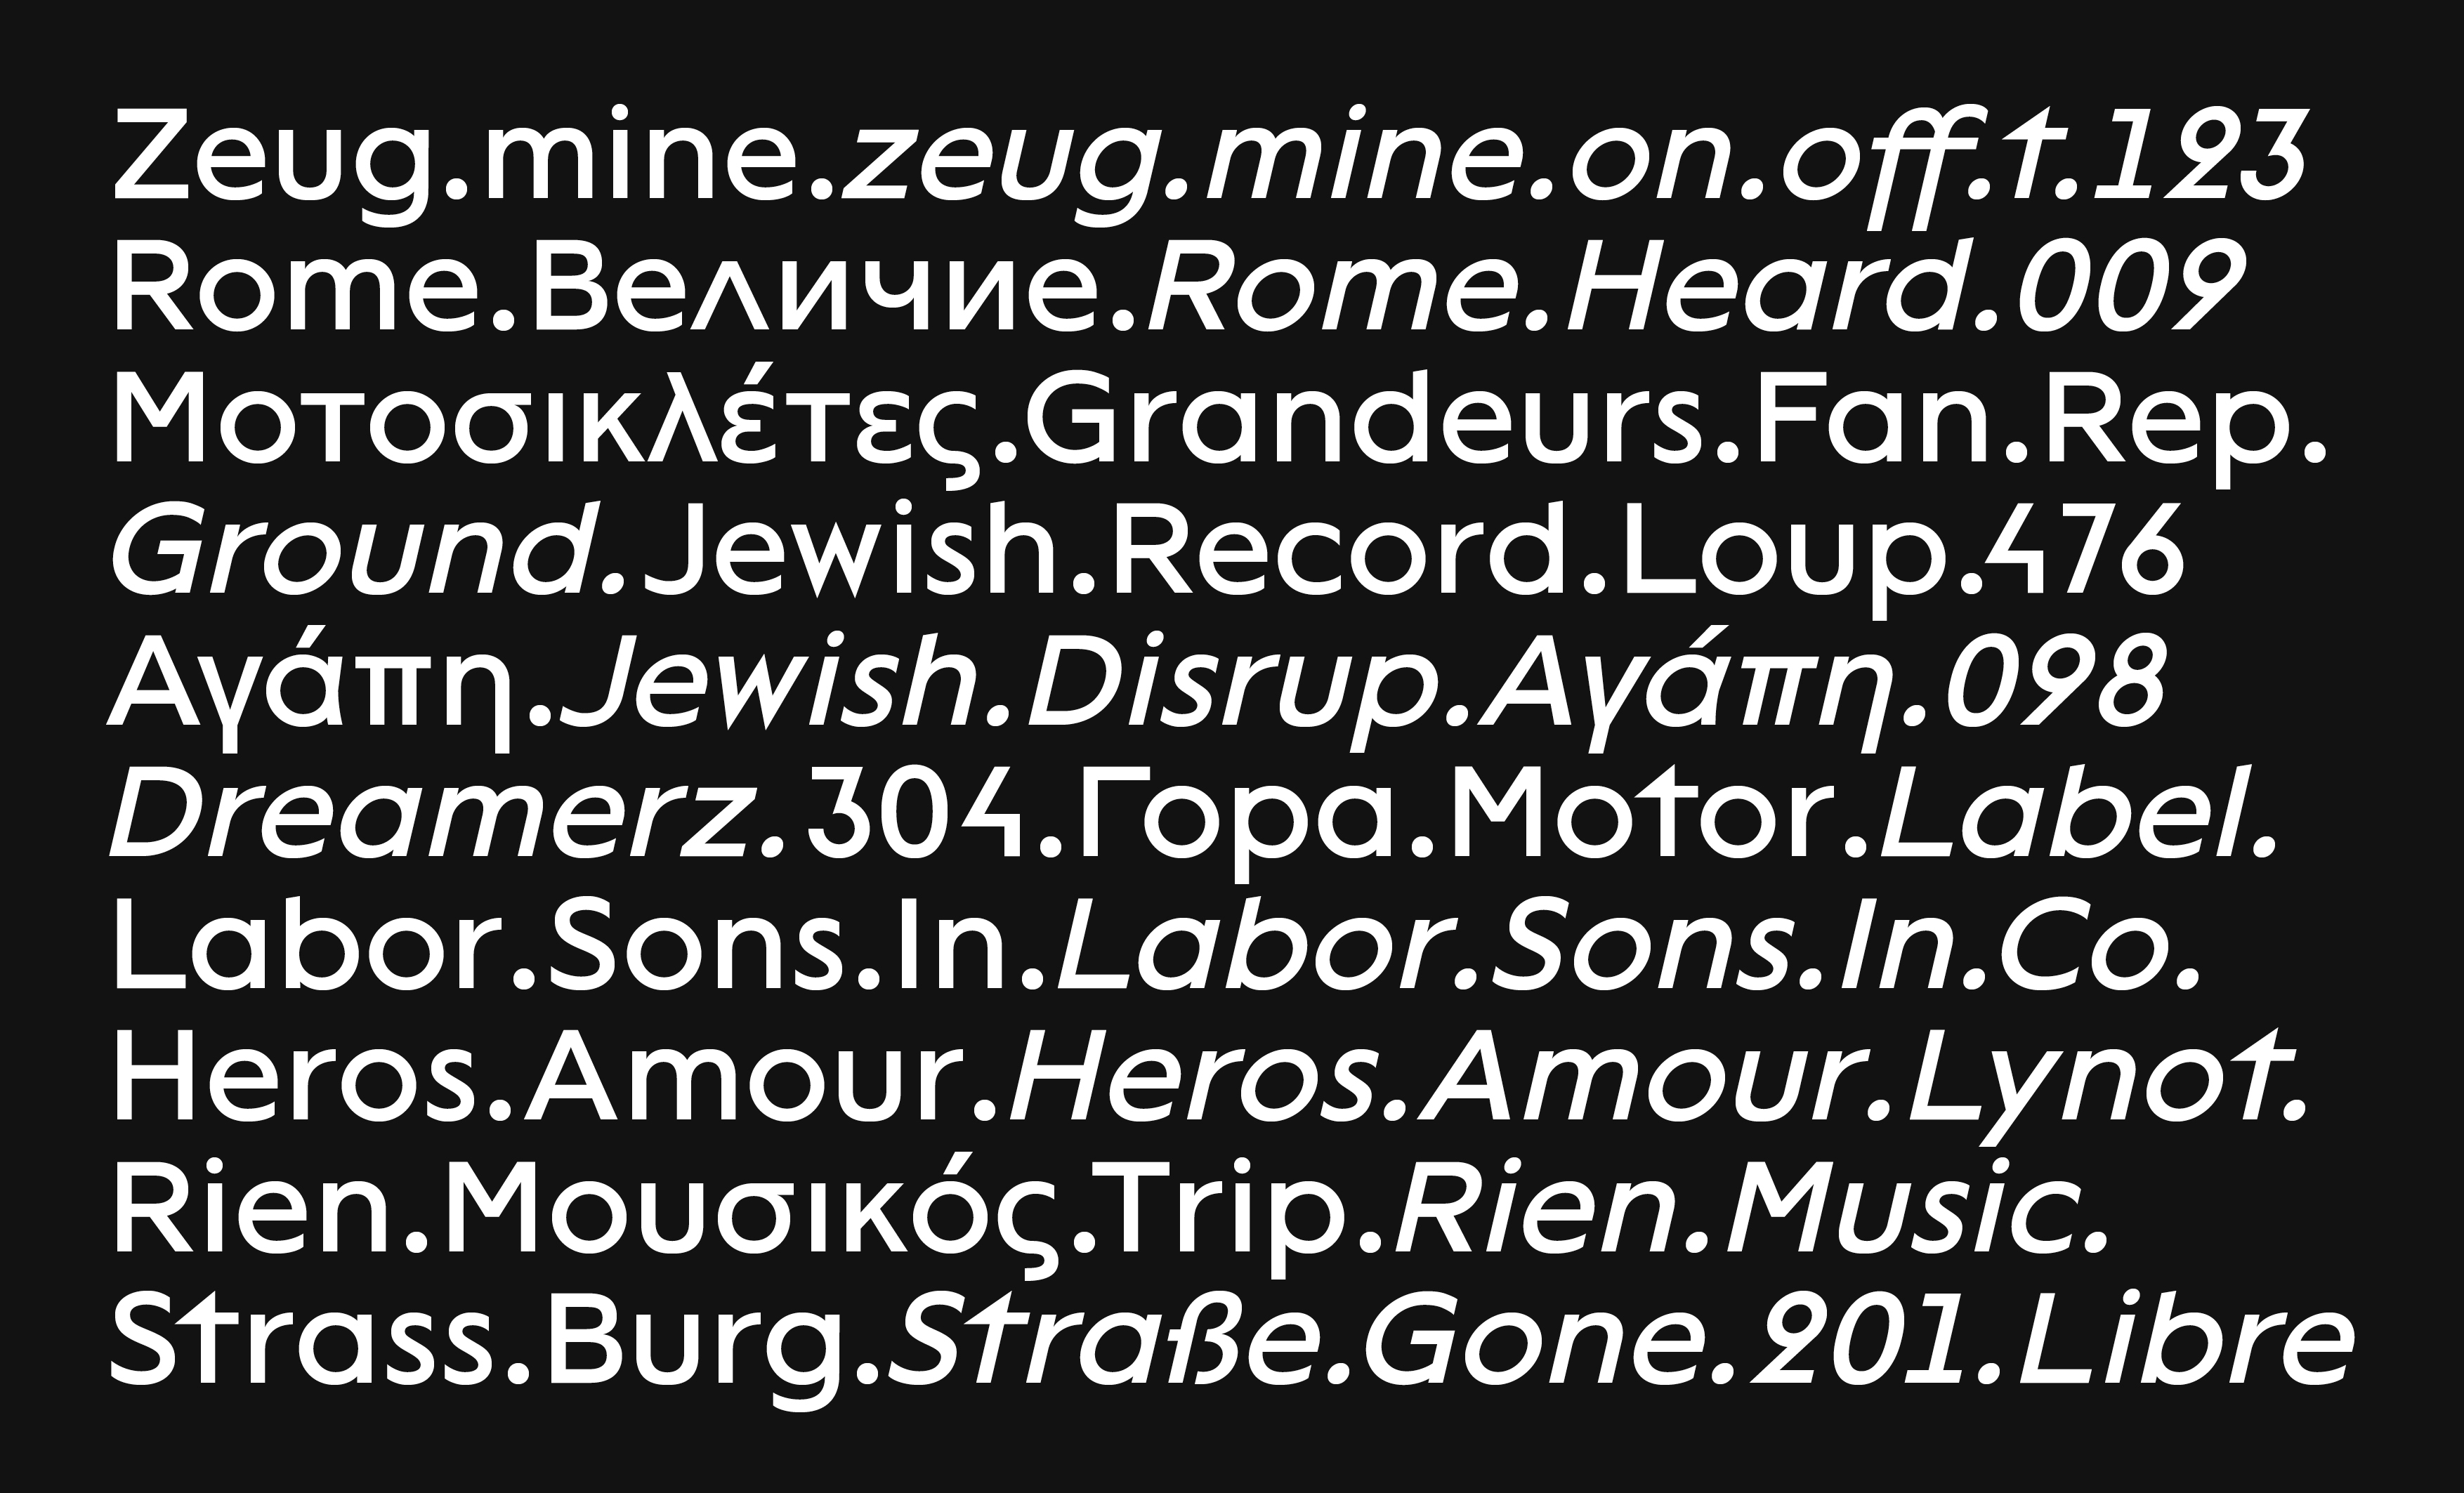 Zeug.mine.zeug.mine.on.off.t.123
Rome.Величие.Rome.Heard.009
Μοτοσικλέτες.Grandeurs.Fan.Rep.
Ground.Jewish.Record.Loup.476
Αγάπη.Jewish.Disrup.Αγάπη.098
Dreamerz.304.Гора.Motor.Label.
Labor.Sons.In.Labor.Sons.In.Co.
Heros.Amour.Heros.Amour.Lynot.
Rien.Μουσικός.Trip.Rien.Music.
Strass.Burg.Straße.Gone.201.Libre